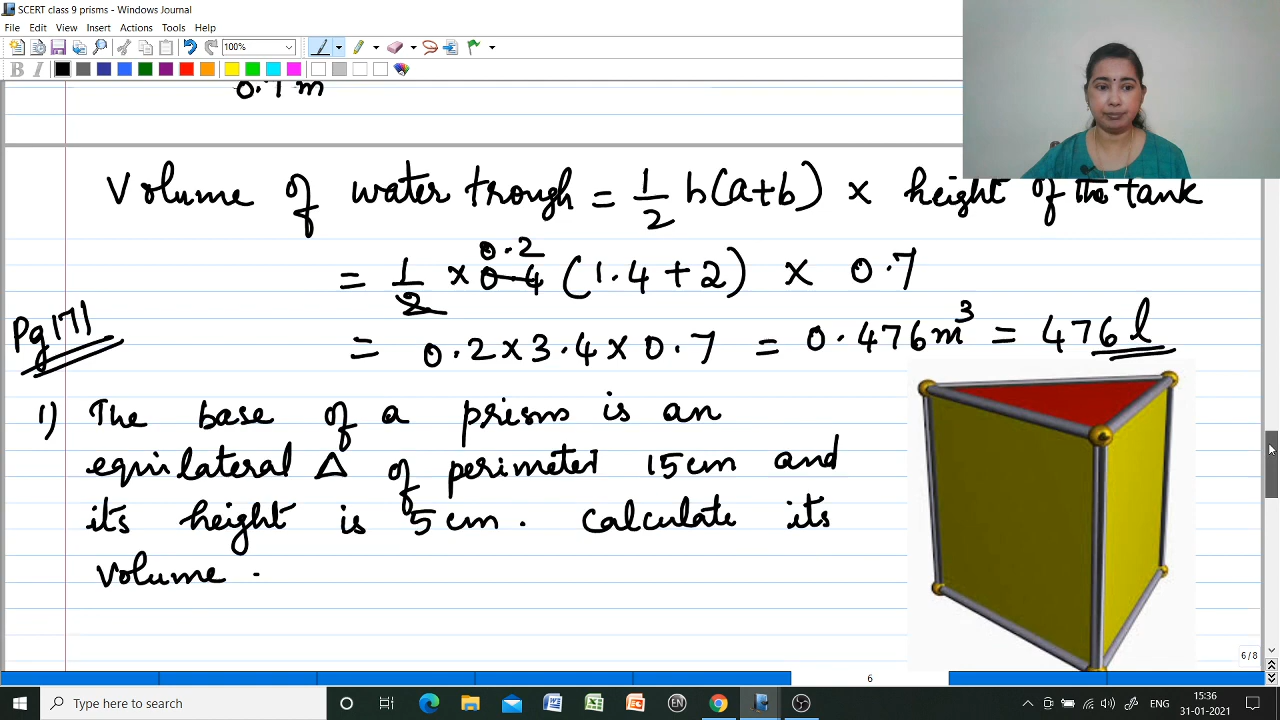 SCERT class 9 prisms - Windows Journal
File Edit View Insert Actions Tools Help
100%
B I
0.7 m
Volume of water trough = 1/2 h(a+b) × height of the tank
0.2
= 1/2 × 0.4 (1.4 + 2) × 0.7
Pg 171
= 0.2 × 3.4 × 0.7 = 0.476 m³ = 476 l
1) The base of a prism is an
equilateral Δ of perimeter 15cm and
its height is 5 cm. Calculate its
volume.
6/8
6
Type here to search
EN
ENG
15:36
31-01-2021